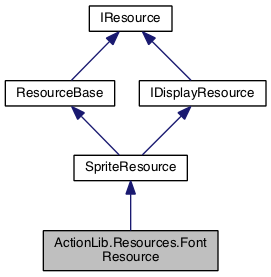 IResource
ResourceBase
IDisplayResource
SpriteResource
ActionLib.Resources.Font
Resource